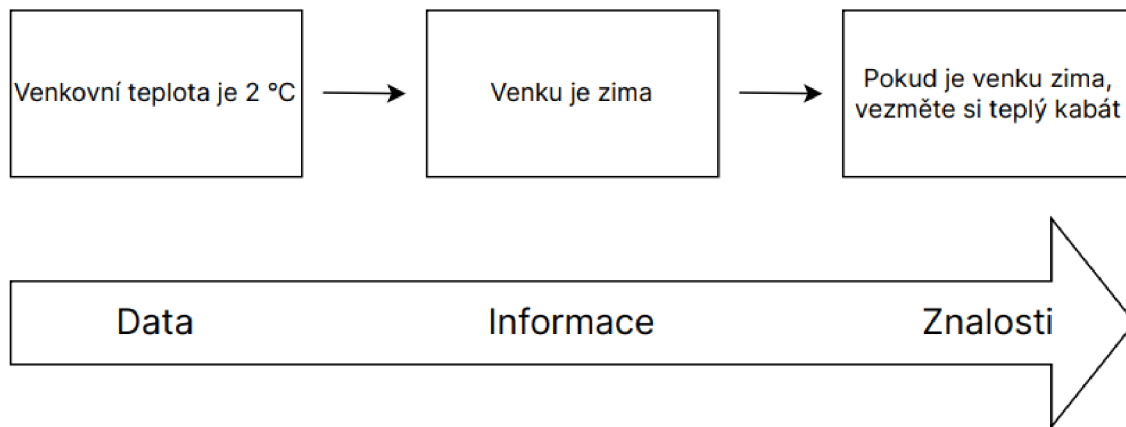 Venkovní teplota je 2 °C
Venku je zima
Pokud je venku zima,
vezměte si teplý kabát
Data
Informace
Znalosti